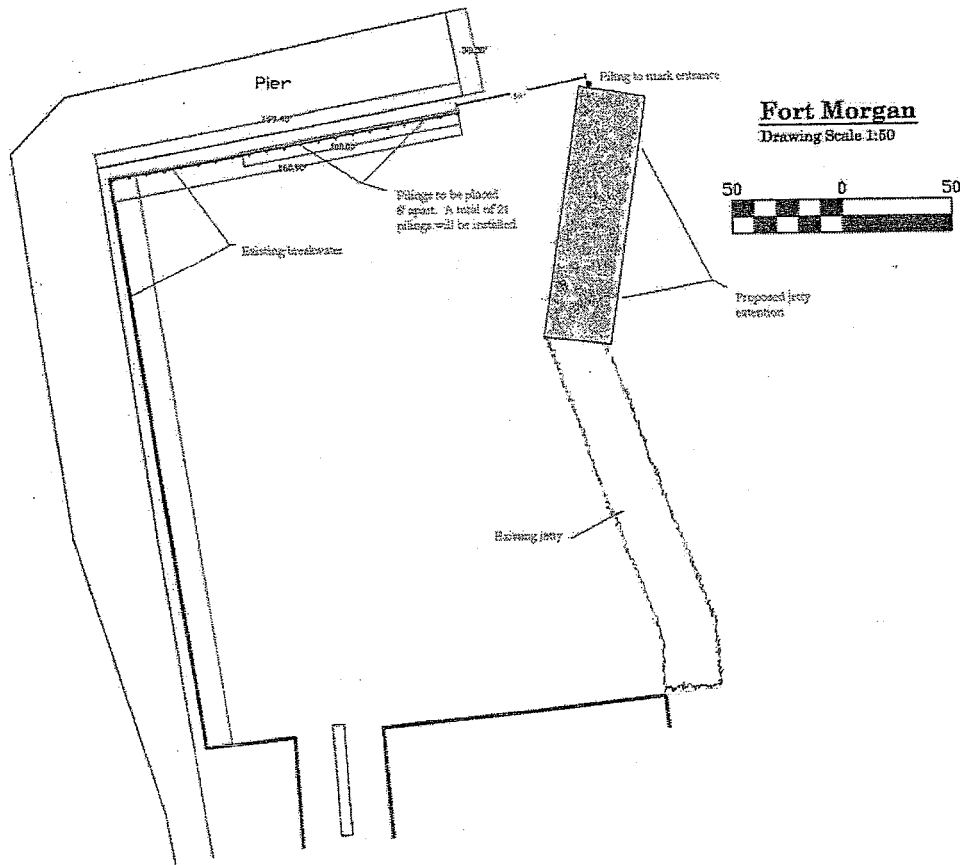 Pier
Piling to mark entrance
50'
Fort Morgan
Drawing Scale 1:50
50 0 50
Pilings to be placed
8' apart. A total of 21
pilings will be installed
Existing breakwater
Proposed jetty
extention
Existing jetty